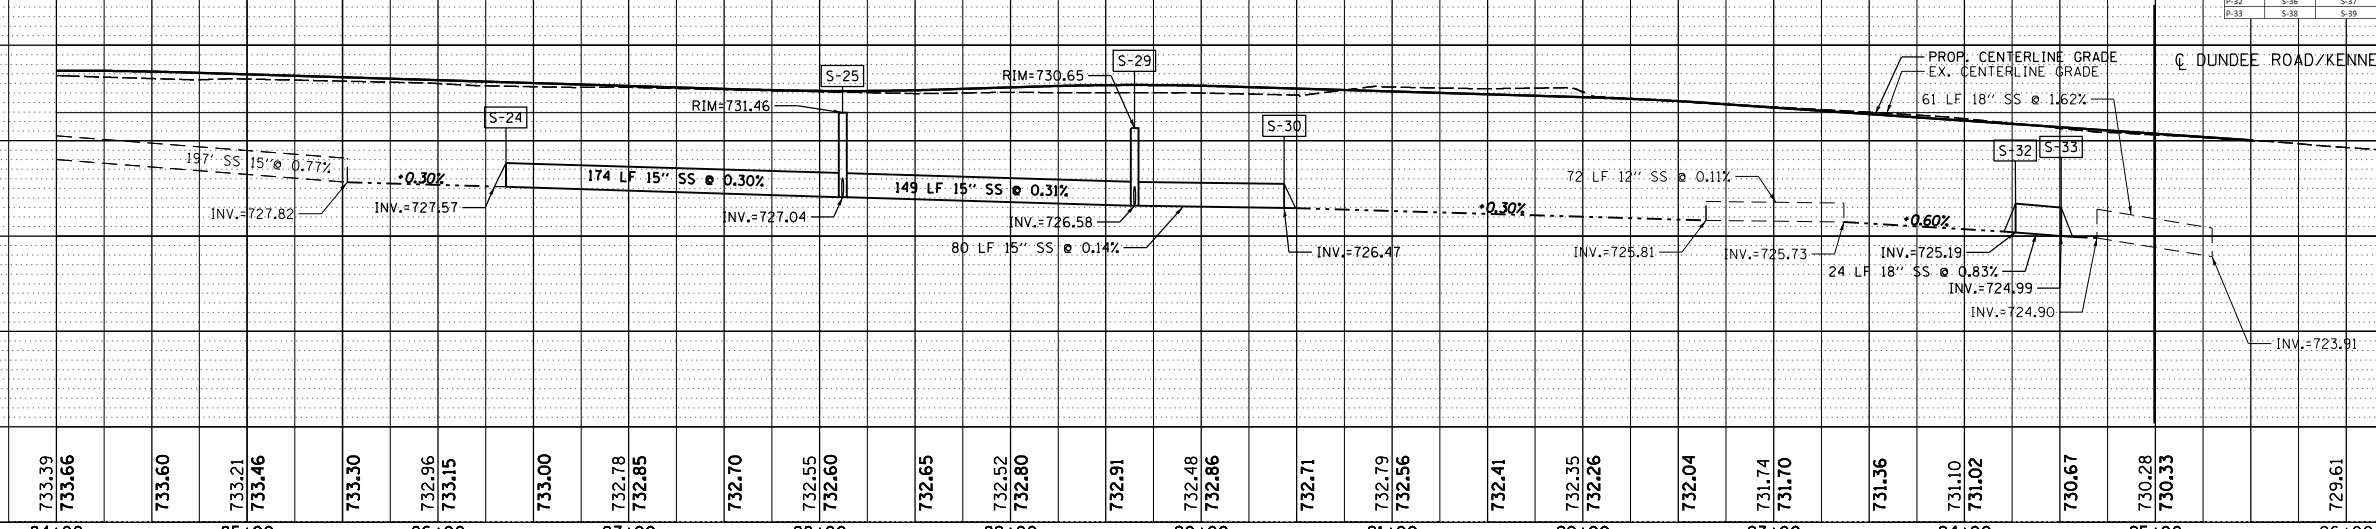 P-32 S-36 S-37
P-33 S-38 S-39
PROP. CENTERLINE GRADE
EX. CENTERLINE GRADE
℄ DUNDEE ROAD/KENNE
S-29
RIM=730.65
S-25
RIM=731.46
61 LF 18" SS @ 1.62%
S-24
S-30
S-32
S-33
197' SS 15"@ 0.77%
+0.30%
174 LF 15" SS @ 0.30%
149 LF 15" SS @ 0.31%
72 LF 12" SS @ 0.11%
INV.=727.82
INV.=727.57
INV.=727.04
INV.=726.58
+0.30%
+0.60%
80 LF 15" SS @ 0.14%
INV.=726.47
INV.=725.81
INV.=725.73
INV.=725.19
24 LF 18" SS @ 0.83%
INV.=724.99
INV.=724.90
INV.=723.91
733.39
733.66
733.60
733.21
733.46
733.30
732.96
733.15
733.00
732.78
732.85
732.70
732.55
732.60
732.65
732.52
732.80
732.91
732.48
732.86
732.71
732.79
732.56
732.41
732.35
732.26
732.04
731.74
731.70
731.36
731.10
731.02
730.67
730.28
730.33
729.61